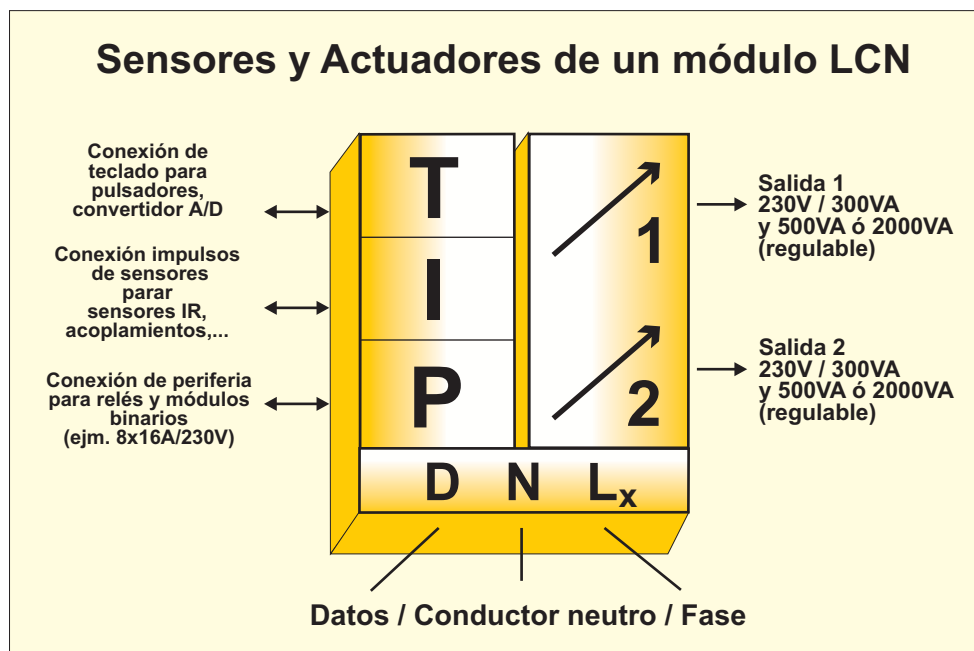 Sensores y Actuadores de un módulo LCN
Conexión de
teclado para
pulsadores,
convertidor A/D
Conexión impulsos
de sensores
parar
sensores IR,
acoplamientos,...
Conexión de periferia
para relés y módulos
binarios
(ejm. 8x16A/230V)
T
I
P
1
2
Salida 1
230V / 300VA
y 500VA ó 2000VA
(regulable)
Salida 2
230V / 300VA
y 500VA ó 2000VA
(regulable)
D N Lx
Datos / Conductor neutro / Fase